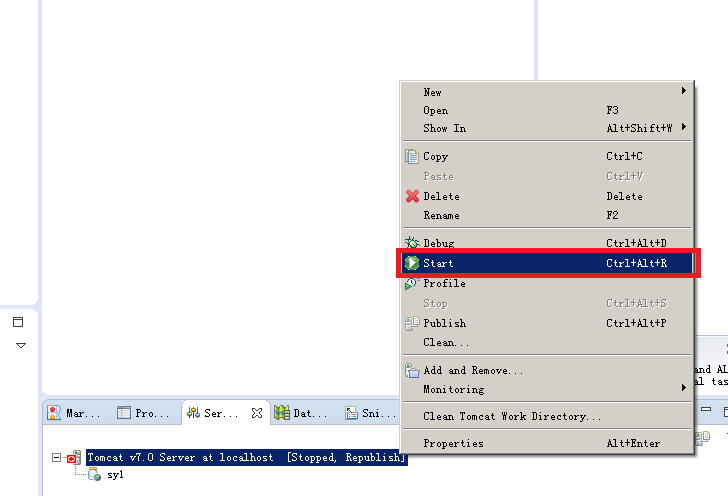 New
Open F3
Show In Alt+Shift+W
Copy Ctrl+C
Paste Ctrl+V
Delete Delete
Rename F2
Debug Ctrl+Alt+D
Start Ctrl+Alt+R
Profile
Stop Ctrl+Alt+S
Publish Ctrl+Alt+P
Clean...
Add and Remove...
Monitoring
Clean Tomcat Work Directory...
Properties Alt+Enter
and Al
al tas
Mar... Pro... Ser... Dat... Sni...
Tomcat v7.0 Server at localhost [Stopped, Republish]